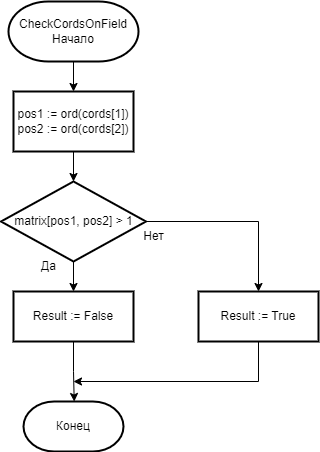 CheckCordsOnField
Начало
pos1 := ord(cords[1])
pos2 := ord(cords[2])
matrix[pos1, pos2] > 1
Нет
Да
Result := False
Result := True
Конец